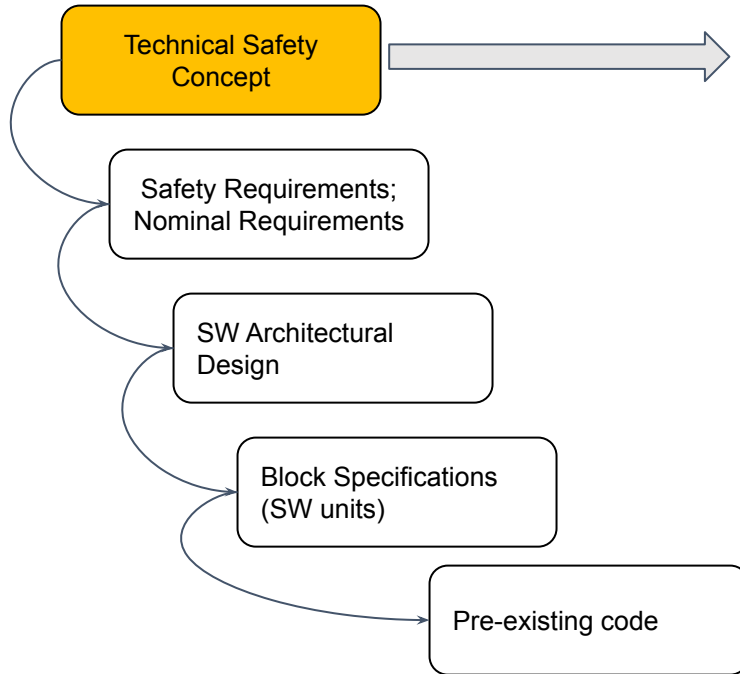 Technical Safety
Concept
Safety Requirements;
Nominal Requirements
SW Architectural
Design
Block Specifications
(SW units)
Pre-existing code